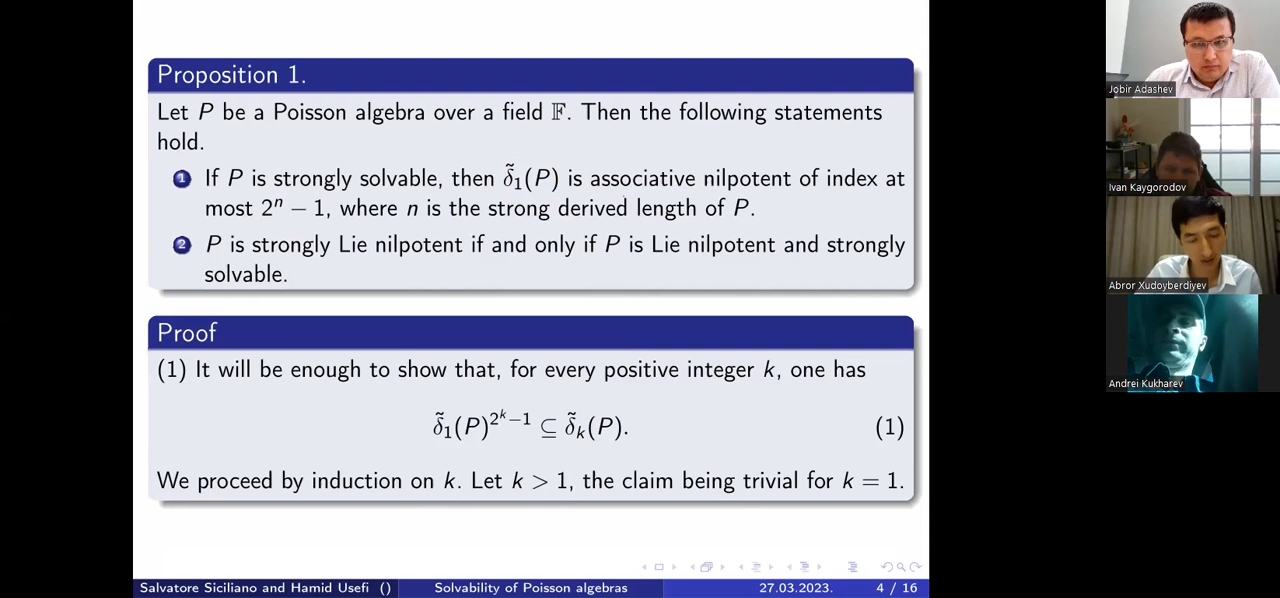 Proposition 1.
Let P be a Poisson algebra over a field 𝔽. Then the following statements
hold.
1 If P is strongly solvable, then δ̃₁(P) is associative nilpotent of index at
most 2ⁿ − 1, where n is the strong derived length of P.
2 P is strongly Lie nilpotent if and only if P is Lie nilpotent and strongly
solvable.
Proof
(1) It will be enough to show that, for every positive integer k, one has
δ̃₁(P)^{2^k−1} ⊆ δ̃_k(P). (1)
We proceed by induction on k. Let k > 1, the claim being trivial for k = 1.
Salvatore Siciliano and Hamid Usefi () Solvability of Poisson algebras 27.03.2023. 4 / 16
Jobir Adashev
Ivan Kaygorodov
Abror Xudoyberdiyev
Andrei Kukharev